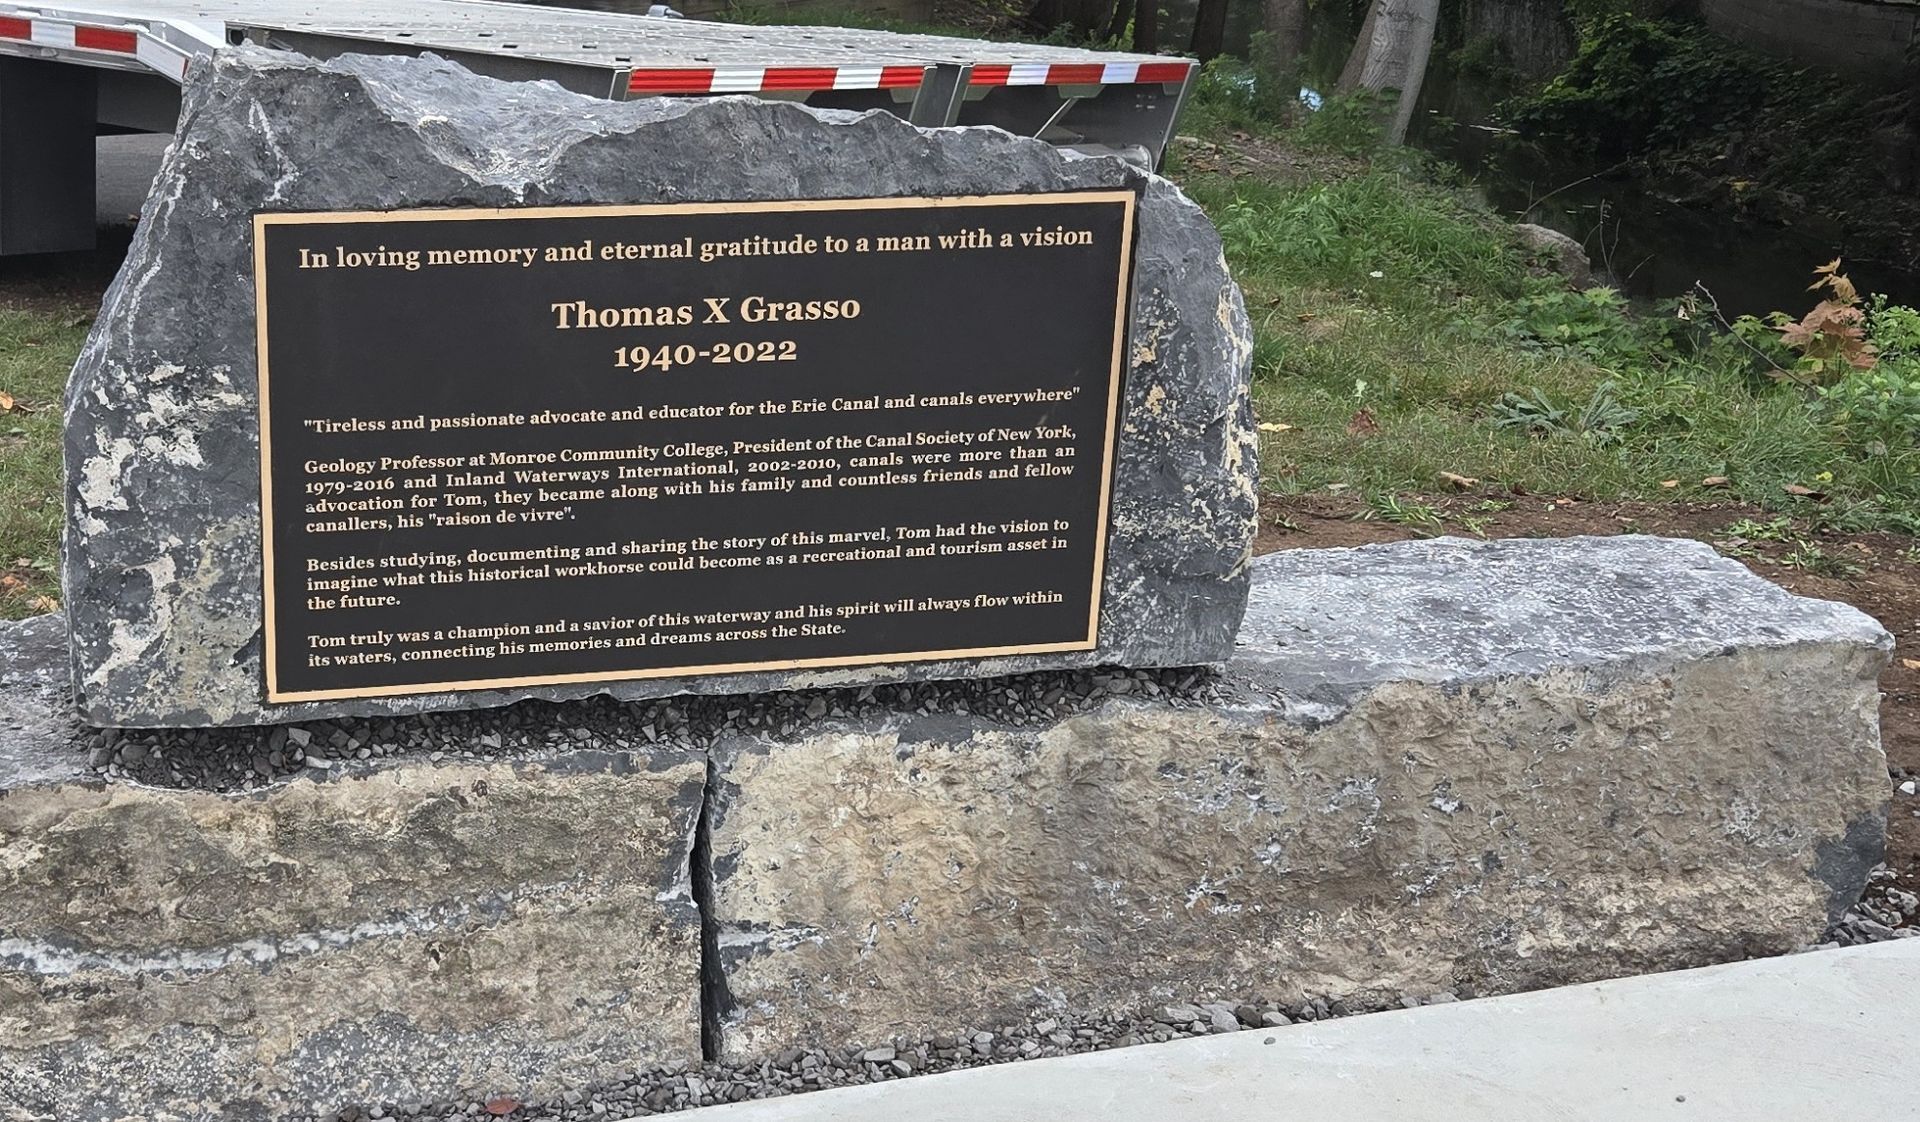 In loving memory and eternal gratitude to a man with a vision
Thomas X Grasso
1940-2022
"Tireless and passionate advocate and educator for the Erie Canal and canals everywhere"
Geology Professor at Monroe Community College, President of the Canal Society of New York,
1979-2016 and Inland Waterways International, 2002-2010, canals were more than an
advocation for Tom, they became along with his family and countless friends and fellow
canallers, his "raison de vivre".
Besides studying, documenting and sharing the story of this marvel, Tom had the vision to
imagine what this historical workhorse could become as a recreational and tourism asset in
the future.
Tom truly was a champion and a savior of this waterway and his spirit will always flow within
its waters, connecting his memories and dreams across the State.